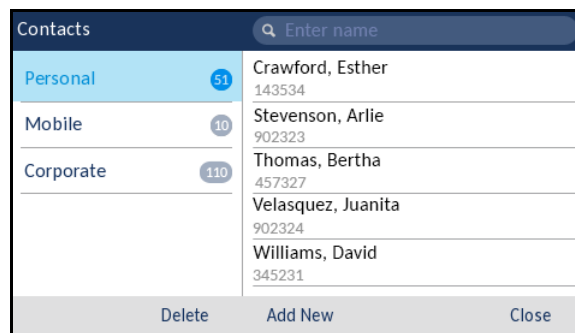 Contacts
Enter name
Personal 51
Mobile 10
Corporate 110
Crawford, Esther
143534
Stevenson, Arlie
902323
Thomas, Bertha
457327
Velasquez, Juanita
902324
Williams, David
345231
Delete Add New Close